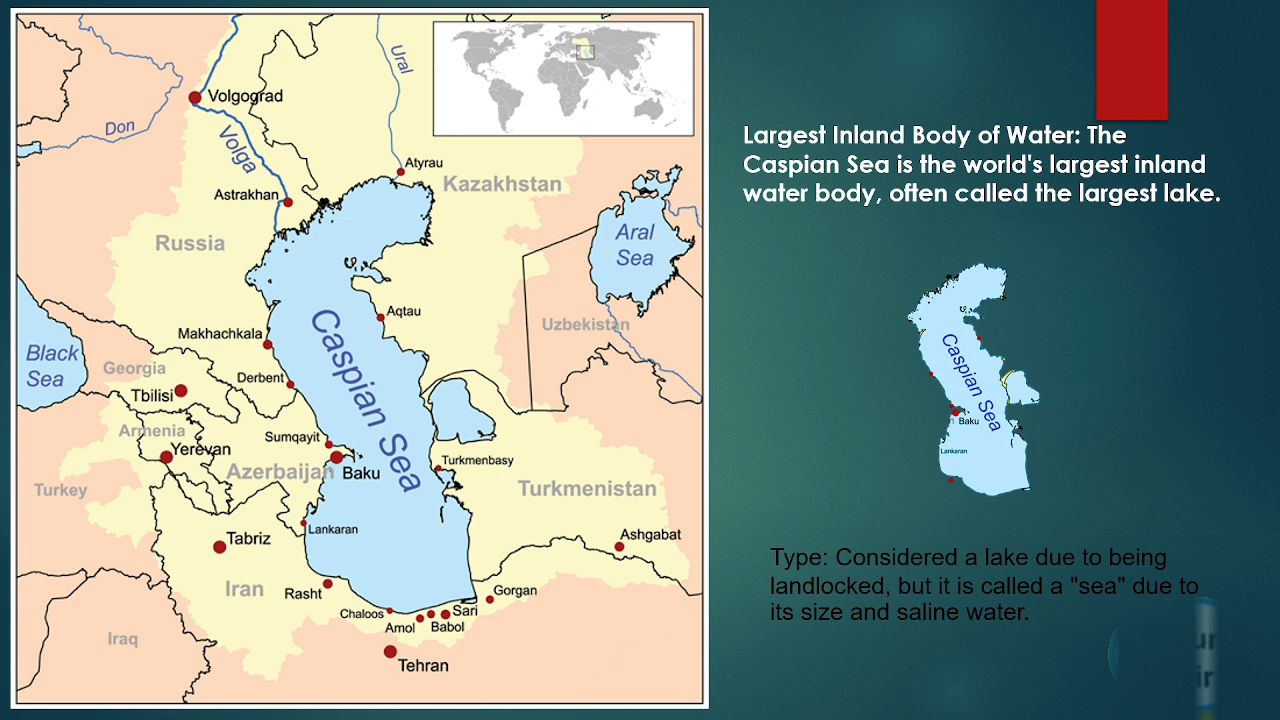 Ural
Volgograd
Don
Volga
Atyrau
Kazakhstan
Astrakhan
Russia
Aral
Sea
Caspian Sea
Aqtau
Uzbekistan
Makhachkala
Black
Sea
Georgia
Derbent
Tbilisi
Armenia
Sumqayit
Yerevan
Azerbaijan
Baku
Turkmenbasy
Turkey
Turkmenistan
Lankaran
Ashgabat
Tabriz
Iran
Rasht
Gorgan
Chaloos
Sari
Amol
Babol
Iraq
Tehran
Largest Inland Body of Water: The
Caspian Sea is the world's largest inland
water body, often called the largest lake.
Caspian Sea
Baku
Lankaran
Type: Considered a lake due to being
landlocked, but it is called a "sea" due to
its size and saline water.